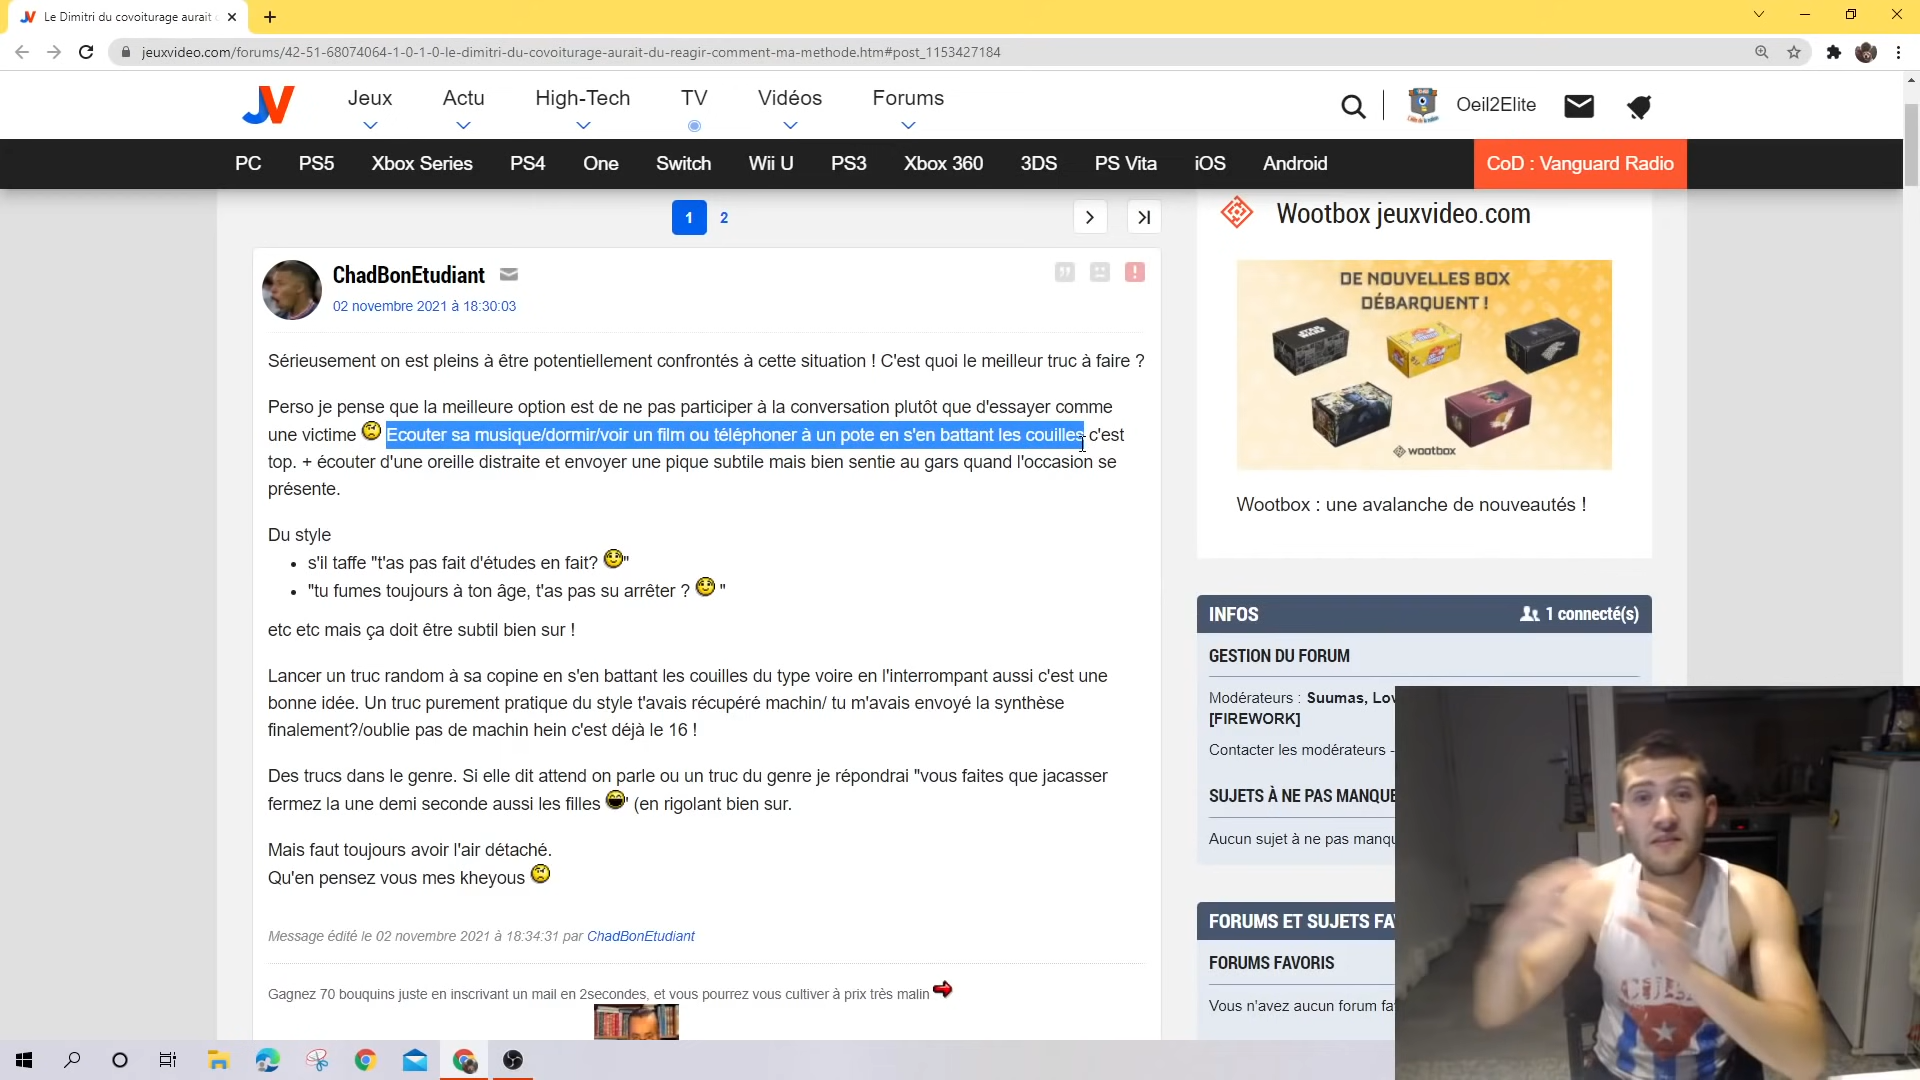 Le Dimitri du covoiturage aurait
jeuxvideo.com/forums/42-51-68074064-1-0-1-0-le-dimitri-du-covoiturage-aurait-du-reagir-comment-ma-methode.htm#post_1153427184
JV
Jeux
Actu
High-Tech
TV
Vidéos
Forums
Oeil2Elite
PC
PS5
Xbox Series
PS4
One
Switch
Wii U
PS3
Xbox 360
3DS
PS Vita
iOS
Android
CoD : Vanguard Radio
1
2
ChadBonEtudiant
02 novembre 2021 à 18:30:03
Sérieusement on est pleins à être potentiellement confrontés à cette situation ! C'est quoi le meilleur truc à faire ?
Perso je pense que la meilleure option est de ne pas participer à la conversation plutôt que d'essayer comme
une victime Ecouter sa musique/dormir/voir un film ou téléphoner à un pote en s'en battant les couilles c'est
top. + écouter d'une oreille distraite et envoyer une pique subtile mais bien sentie au gars quand l'occasion se
présente.
Du style
• s'il taffe "t'as pas fait d'études en fait? "
• "tu fumes toujours à ton âge, t'as pas su arrêter ? "
etc etc mais ça doit être subtil bien sur !
Lancer un truc random à sa copine en s'en battant les couilles du type voire en l'interrompant aussi c'est une
bonne idée. Un truc purement pratique du style t'avais récupéré machin/ tu m'avais envoyé la synthèse
finalement?/oublie pas de machin hein c'est déjà le 16 !
Des trucs dans le genre. Si elle dit attend on parle ou un truc du genre je répondrai "vous faites que jacasser
fermez la une demi seconde aussi les filles " (en rigolant bien sur.
Mais faut toujours avoir l'air détaché.
Qu'en pensez vous mes kheyous
Message édité le 02 novembre 2021 à 18:34:31 par ChadBonEtudiant
Gagnez 70 bouquins juste en inscrivant un mail en 2secondes, et vous pourrez vous cultiver à prix très malin
Wootbox jeuxvideo.com
DE NOUVELLES BOX
DÉBARQUENT !
wootbox
Wootbox : une avalanche de nouveautés !
INFOS
1 connecté(s)
GESTION DU FORUM
Modérateurs : Suumas, Lov
[FIREWORK]
Contacter les modérateurs -
SUJETS À NE PAS MANQUE
Aucun sujet à ne pas manqu
FORUMS ET SUJETS FA
FORUMS FAVORIS
Vous n'avez aucun forum fa
CUBA